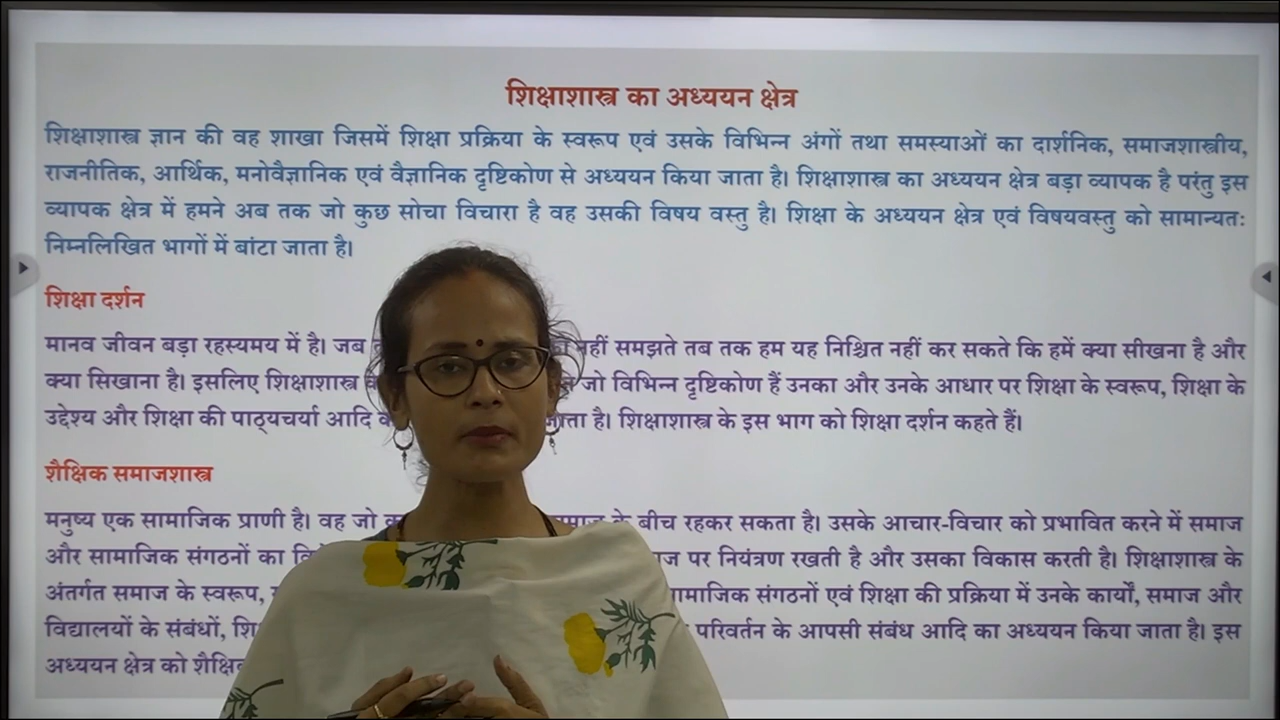 शिक्षाशास्त्र का अध्ययन क्षेत्र
शिक्षाशास्त्र ज्ञान की वह शाखा जिसमें शिक्षा प्रक्रिया के स्वरूप एवं उसके विभिन्न अंगों तथा समस्याओं का दार्शनिक, समाजशास्त्रीय,
राजनीतिक, आर्थिक, मनोवैज्ञानिक एवं वैज्ञानिक दृष्टिकोण से अध्ययन किया जाता है। शिक्षाशास्त्र का अध्ययन क्षेत्र बड़ा व्यापक है परंतु इस
व्यापक क्षेत्र में हमने अब तक जो कुछ सोचा विचारा है वह उसकी विषय वस्तु है। शिक्षा के अध्ययन क्षेत्र एवं विषयवस्तु को सामान्यतः
निम्नलिखित भागों में बांटा जाता है।
शिक्षा दर्शन
मानव जीवन बड़ा रहस्यमय में है। जब नहीं समझते तब तक हम यह निश्चित नहीं कर सकते कि हमें क्या सीखना है और
क्या सिखाना है। इसलिए शिक्षाशास्त्र जो विभिन्न दृष्टिकोण हैं उनका और उनके आधार पर शिक्षा के स्वरूप, शिक्षा के
उद्देश्य और शिक्षा की पाठ्यचर्या आदि है। शिक्षाशास्त्र के इस भाग को शिक्षा दर्शन कहते हैं।
शैक्षिक समाजशास्त्र
मनुष्य एक सामाजिक प्राणी है। वह जो समाज के बीच रहकर सकता है। उसके आचार-विचार को प्रभावित करने में समाज
और सामाजिक संगठनों का पर नियंत्रण रखती है और उसका विकास करती है। शिक्षाशास्त्र के
अंतर्गत समाज के स्वरूप, सामाजिक संगठनों एवं शिक्षा की प्रक्रिया में उनके कार्यों, समाज और
विद्यालयों के संबंधों, परिवर्तन के आपसी संबंध आदि का अध्ययन किया जाता है। इस
अध्ययन क्षेत्र को